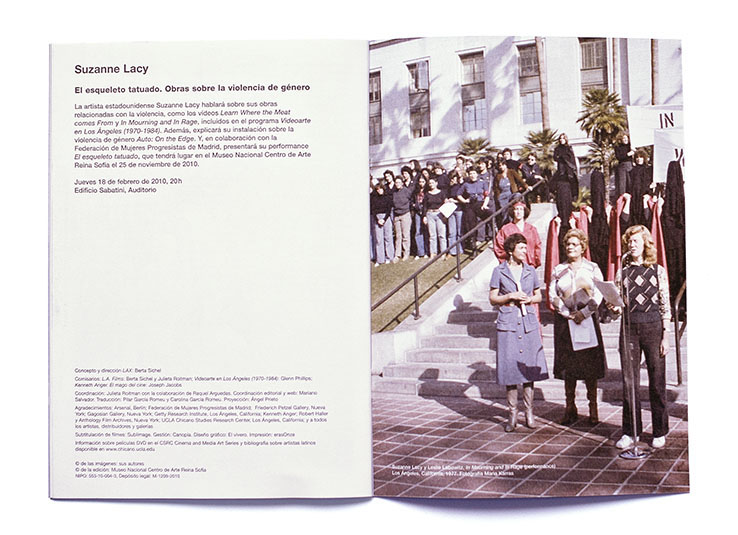 Suzanne Lacy
El esqueleto tatuado. Obras sobre la violencia de género
La artista estadounidense Suzanne Lacy hablará sobre sus obras
relacionadas con la violencia, como los vídeos Learn Where the Meat
comes From y In Mourning and In Rage, incluidos en el programa Videoarte
en Los Ángeles (1970-1984). Además, explicará su instalación sobre la
violencia de género Auto: On the Edge. Y, en colaboración con la
Federación de Mujeres Progresistas de Madrid, presentará su performance
El esqueleto tatuado, que tendrá lugar en el Museo Nacional Centro de Arte
Reina Sofía el 25 de noviembre de 2010.
Jueves 18 de febrero de 2010, 20h
Edificio Sabatini, Auditorio
Concepto y dirección LAX: Berta Sichel
Comisarios: L.A. Films: Berta Sichel y Julieta Roitman; Videoarte en Los Ángeles (1970-1984): Glenn Phillips;
Kenneth Anger. El mago del cine: Joseph Jacobs
Coordinación: Julieta Roitman con la colaboración de Raquel Arguedas. Coordinación editorial y web: Mariano
Salvador. Traducción: Pilar García Romeu y Carolina García Romeu. Proyección: Ángel Prieto
Agradecimientos: Arsenal, Berlín; Federación de Mujeres Progresistas de Madrid; Friederich Petzel Gallery, Nueva
York; Gagosian Gallery, Nueva York; Getty Research Institute, Los Ángeles, California; Kenneth Anger; Robert Haller
y Anthology Film Archives, Nueva York; UCLA Chicano Studies Research Center, Los Ángeles, California; y a todos
los artistas, distribuidores y galerías
Subtitulación de films: Subilmage. Gestión: Canopia. Diseño gráfico: El vivero. Impresión: erasOnze
Información sobre películas DVD en el CSRC Cinema and Media Art Series y bibliografía sobre artistas latinos
disponible en www.chicano.ucla.edu
© de las imágenes: sus autores
© de la edición: Museo Nacional Centro de Arte Reina Sofía
IN
Suzanne Lacy y Leslie Labowitz, In Mourning and In Rage (performance)
Los Ángeles, California, 1977. Fotografía Maria Karras